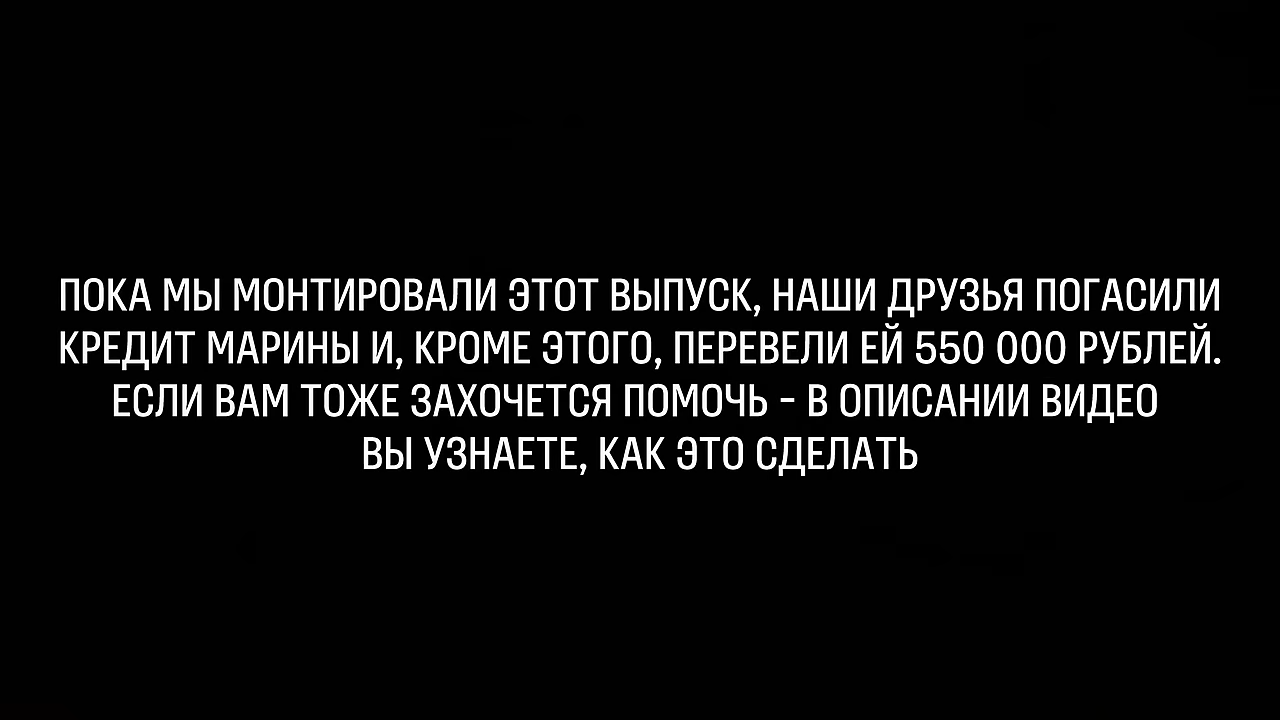 ПОКА МЫ МОНТИРОВАЛИ ЭТОТ ВЫПУСК, НАШИ ДРУЗЬЯ ПОГАСИЛИ
КРЕДИТ МАРИНЫ И, КРОМЕ ЭТОГО, ПЕРЕВЕЛИ ЕЙ 550 000 РУБЛЕЙ.
ЕСЛИ ВАМ ТОЖЕ ЗАХОЧЕТСЯ ПОМОЧЬ - В ОПИСАНИИ ВИДЕО
ВЫ УЗНАЕТЕ, КАК ЭТО СДЕЛАТЬ